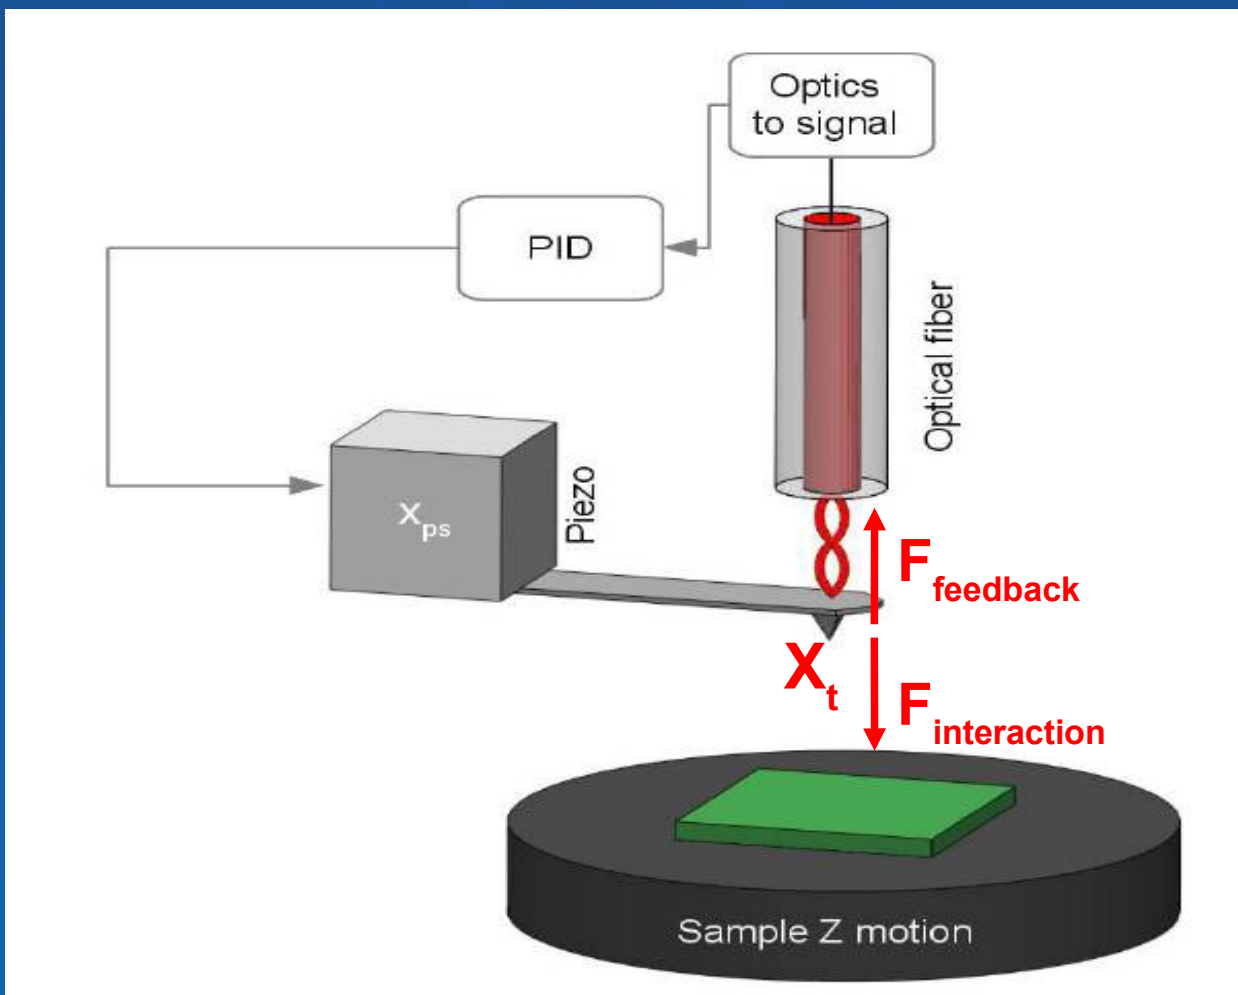 Optics
to signal
PID
Optical fiber
Piezo
Xps
Ffeedback
Xt
Finteraction
Sample Z motion